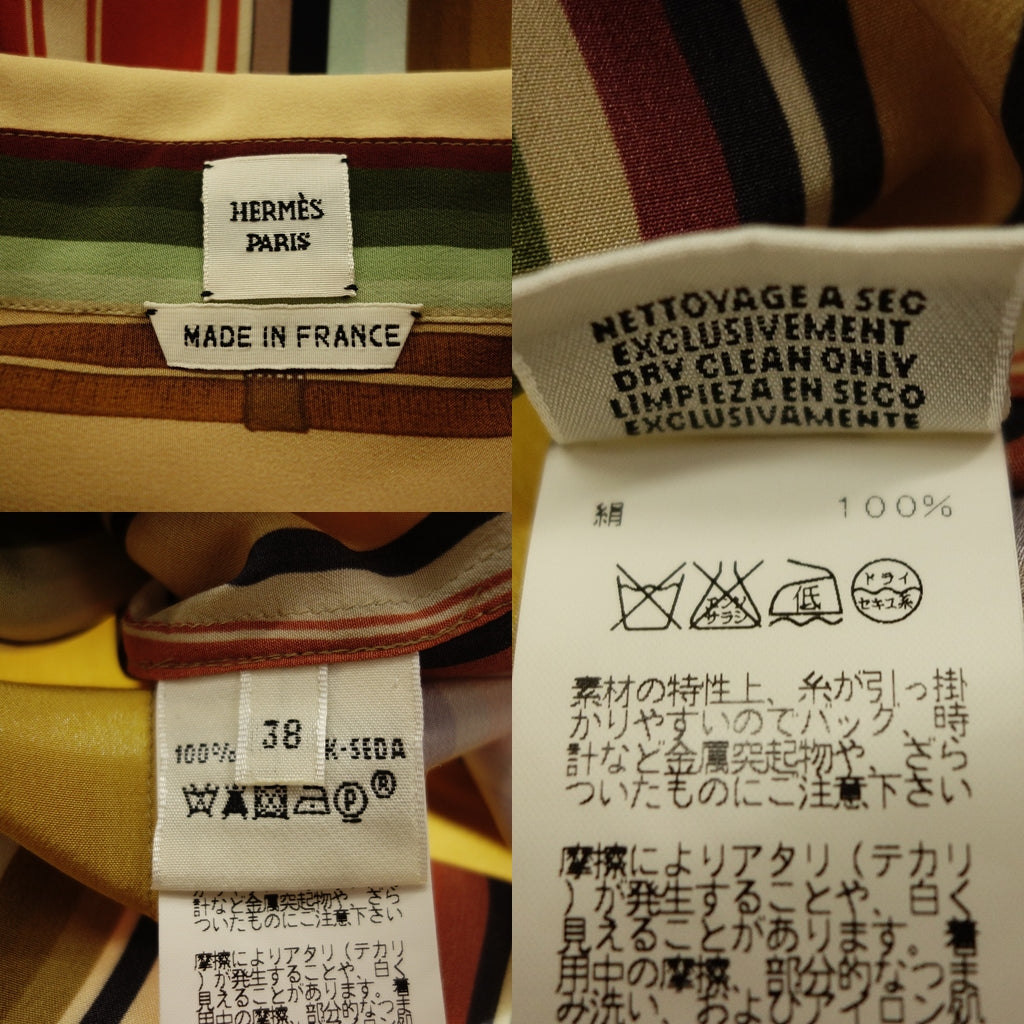 HERMÈS
PARIS
MADE IN FRANCE
NETTOYAGE A SEC
EXCLUSIVEMENT
DRY CLEAN ONLY
LIMPIEZA EN SECO
EXCLUSIVAMENTE
絹 100%
エンソ
サラシ
低
ドライ
セキユ系
素材の特性上、糸が引っ掛
かりやすいのでバッグ、時
計など金属突起物や、ざら
ついたものにご注意下さい
摩擦によりアタリ(テカリ
)が発生することや、白く
見えることがあります。着
用中の摩擦、部分的なつま
み洗い、およびアイロン
38
100% K-SEDA
P®
計など金属突起物や、ざら
ついたものにご注意下さい
摩擦によりアタリ(テカリ
)が発生することや、白く
見えることがあります。着
用中の摩擦、部分的なつま